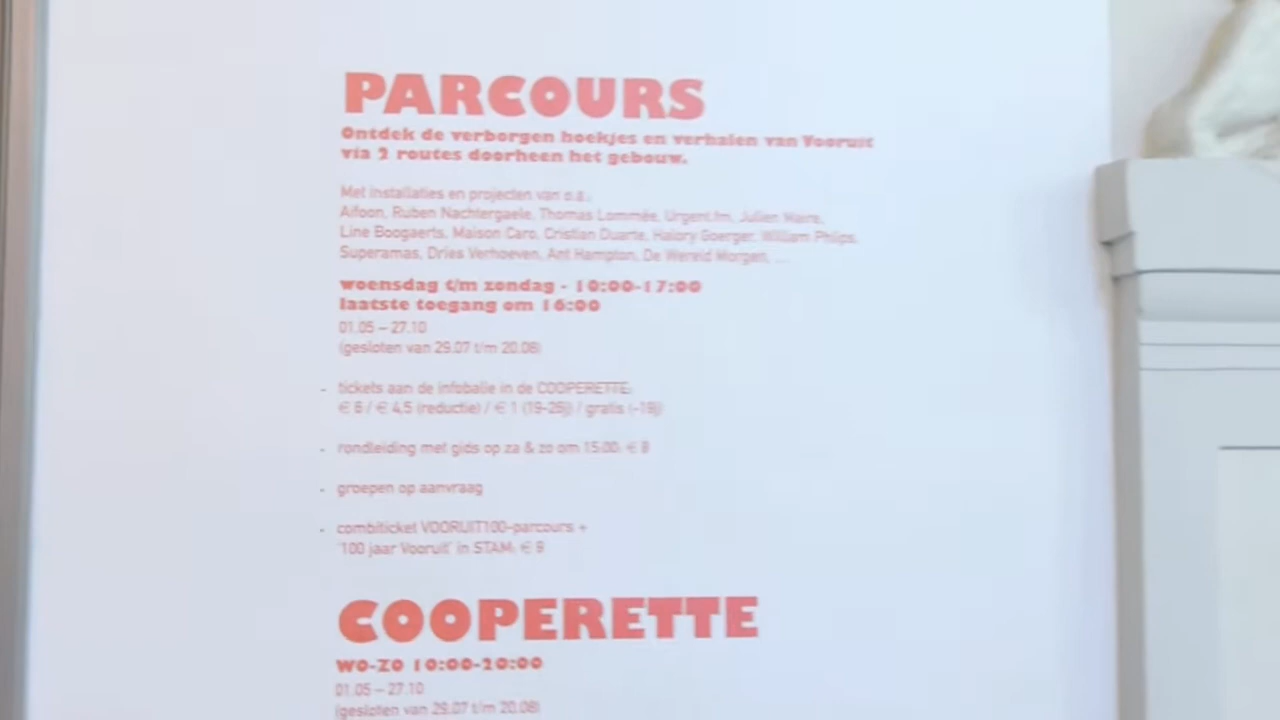 PARCOURS
Ontdek de verborgen hoekjes en verhalen van Vooruit
via 2 routes doorheen het gebouw.
Met installaties en projecten van o.a.
Aifoon, Ruben Nachtergaele, Thomas Lommée, Urgent.fm, Julien Maire,
Line Boogaerts, Maison Caro, Cristian Duarte, Halory Goerger, William Phlips,
Superamas, Dries Verhoeven, Ant Hampton, De Wereld Morgen, ...
woensdag t/m zondag - 10:00-17:00
laatste toegang om 16:00
01.05 – 27.10
(gesloten van 29.07 t/m 20.08)
- tickets aan de infobalie in de COOPERETTE:
€ 6 / € 4,5 (reductie) / € 1 (19-26j) / gratis (-19j)
- rondleiding met gids op za & zo om 15:00: € 8
- groepen op aanvraag
- combiticket VOORUIT100-parcours +
'100 jaar Vooruit' in STAM: € 9
COOPERETTE
WO-ZO 10:00-20:00
01.05 – 27.10
(gesloten van 29.07 t/m 20.08)